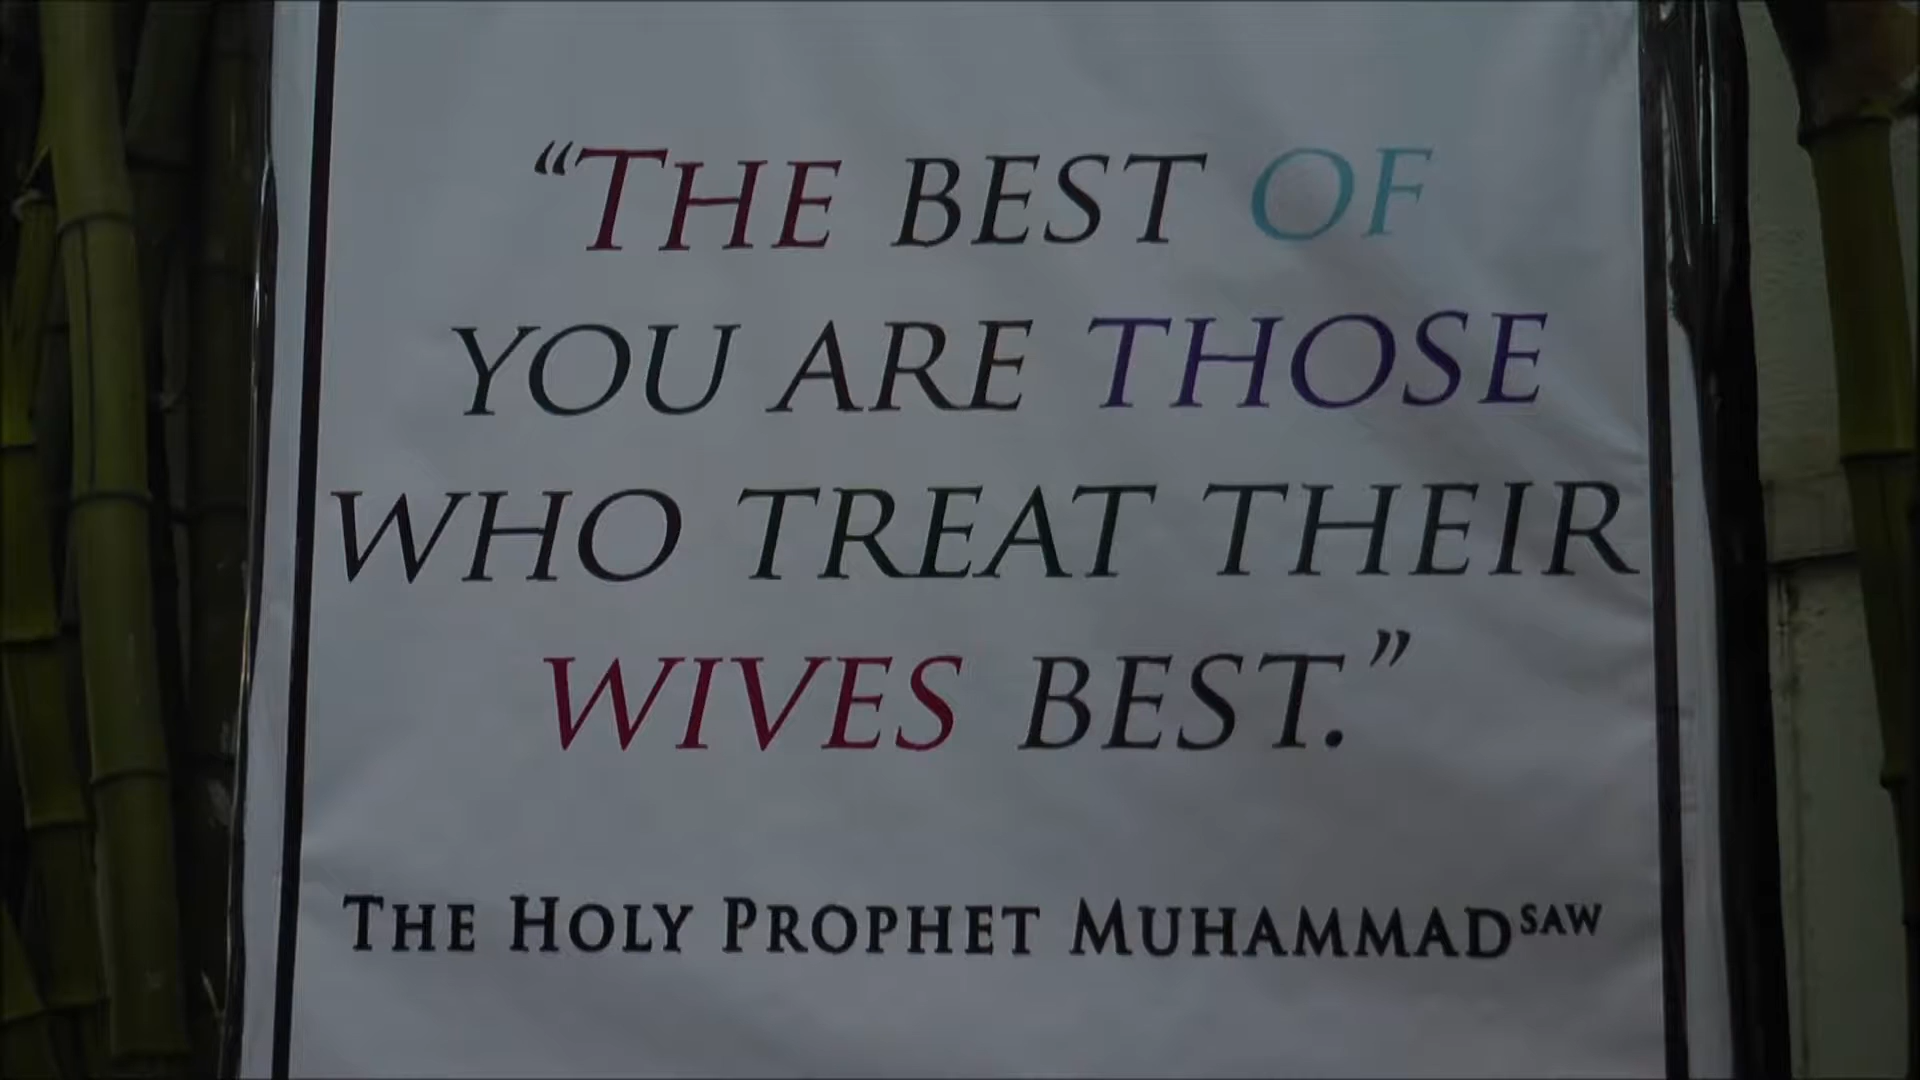 “THE BEST OF
YOU ARE THOSE
WHO TREAT THEIR
WIVES BEST.”
THE HOLY PROPHET MUHAMMADSAW